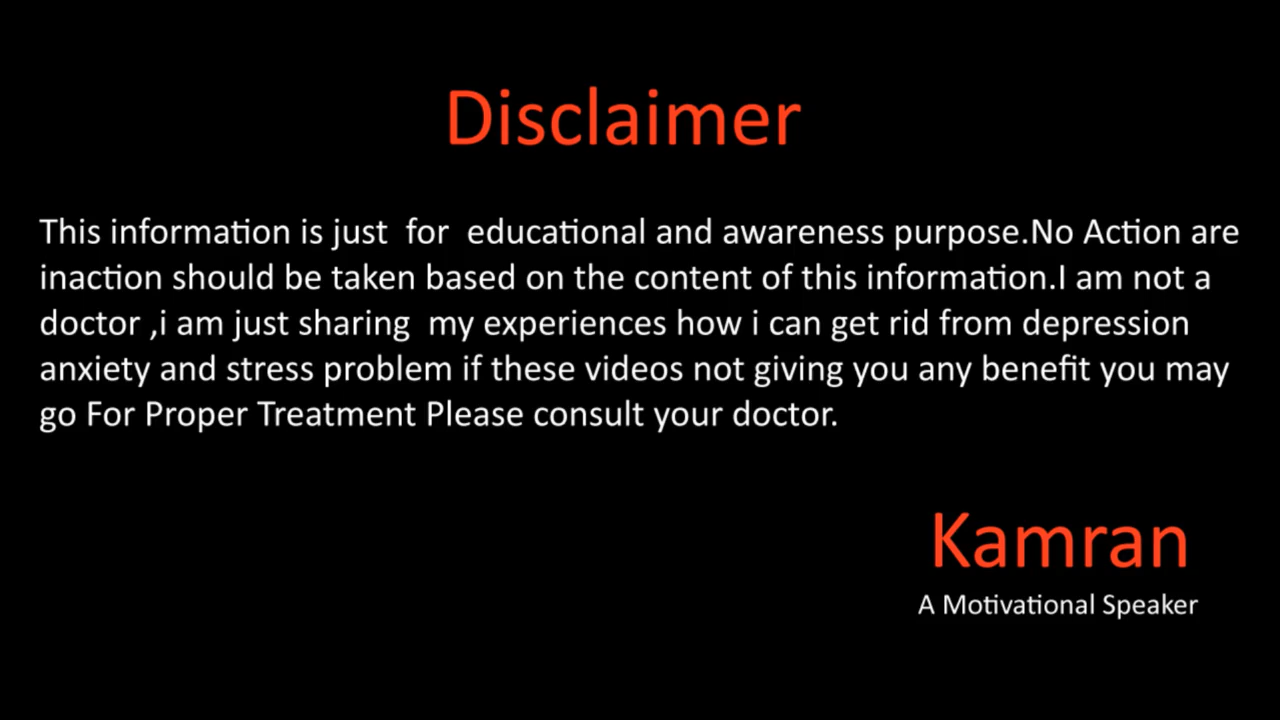 Disclaimer
This information is just  for  educational and awareness purpose.No Action are
inaction should be taken based on the content of this information.I am not a
doctor ,i am just sharing  my experiences how i can get rid from depression
anxiety and stress problem if these videos not giving you any benefit you may
go For Proper Treatment Please consult your doctor.
Kamran
A Motivational Speaker